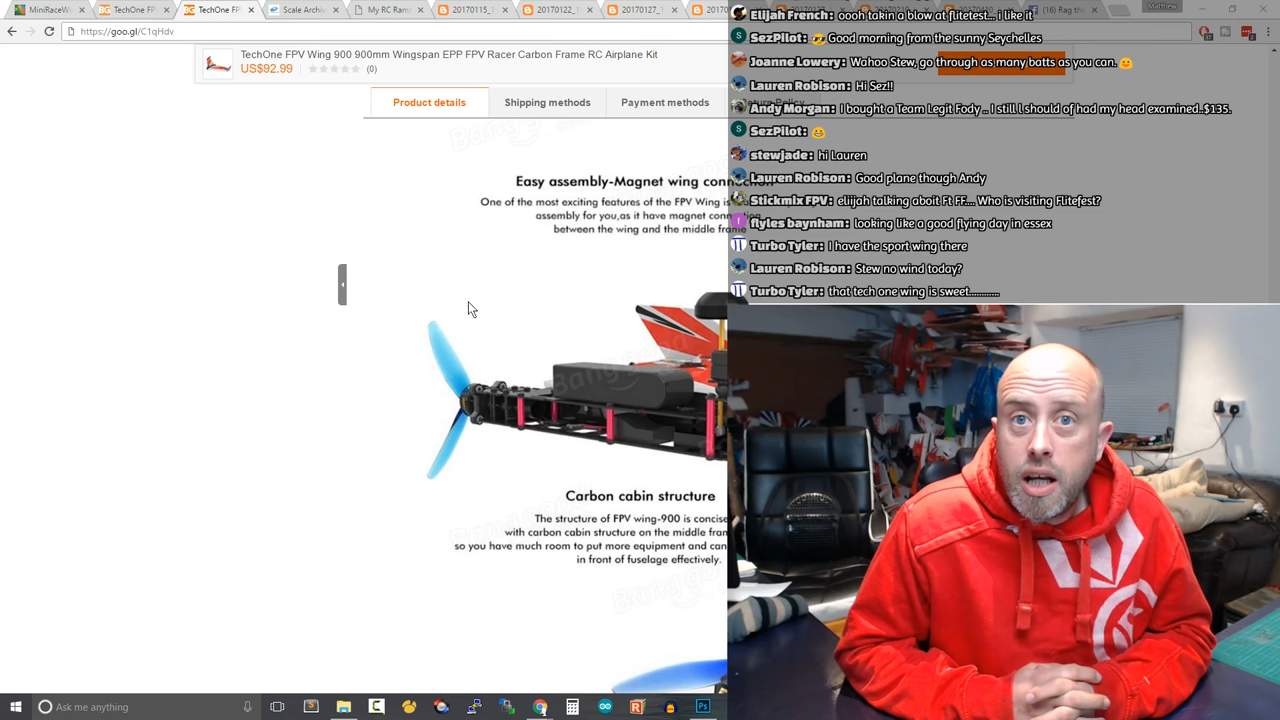 MiniRaceWi
TechOne FP
TechOne FP
Scale Archi
My RC Ram
20170115_1
20170122_1
20170127_1
Matthew
https://goo.gl/C1qHdv
TechOne FPV Wing 900 900mm Wingspan EPP FPV Racer Carbon Frame RC Airplane Kit
US$92.99
(0)
Product details
Shipping methods
Payment methods
Easy assembly-Magnet wing conn
One of the most exciting features of the FPV Wing is
assembly for you,as it have magnet conn
between the wing and the middle frame
Carbon cabin structure
The structure of FPV wing-900 is concise
with carbon cabin structure on the middle fram
so you have much room to put more equipment and can
in front of fuselage effectively.
Elijah French: oooh takin a blow at flitetest... i like it
SezPilot: 😎 Good morning from the sunny Seychelles
Joanne Lowery: Wahoo Stew, go through as many batts as you can. 🙂
Lauren Robison: Hi Sez!!
Andy Morgan: I bought a Team Legit Fody .. I still l should of had my head examined..$135.
SezPilot: 😀
stewjade: hi Lauren
Lauren Robison: Good plane though Andy
Stickmix FPV: elijah talking aboit Ft FF.... Who is visiting Flitefest?
flyles baynham: looking like a good flying day in essex
Turbo Tyler: I have the sport wing there
Lauren Robison: Stew no wind today?
Turbo Tyler: that tech one wing is sweet...........
Ask me anything